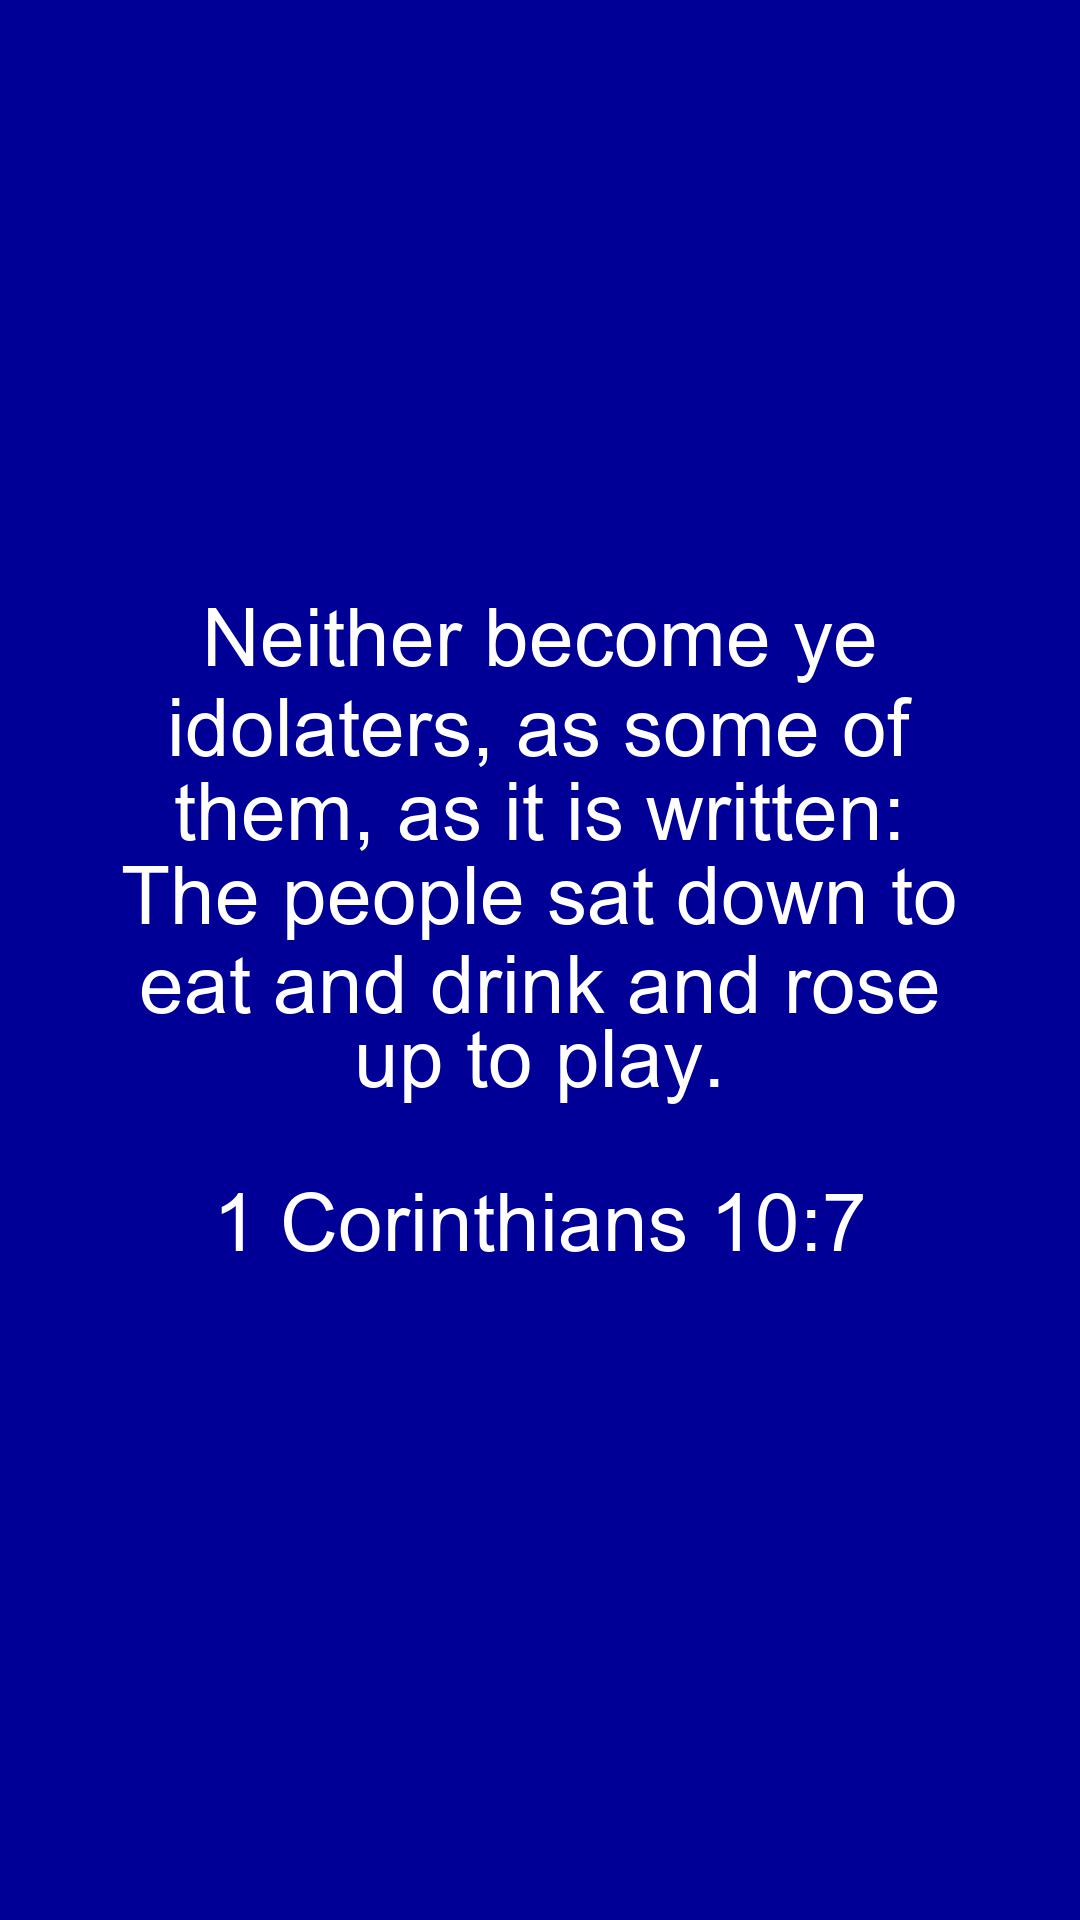 Neither become ye
idolaters, as some of
them, as it is written:
The people sat down to
eat and drink and rose
up to play.
1 Corinthians 10:7